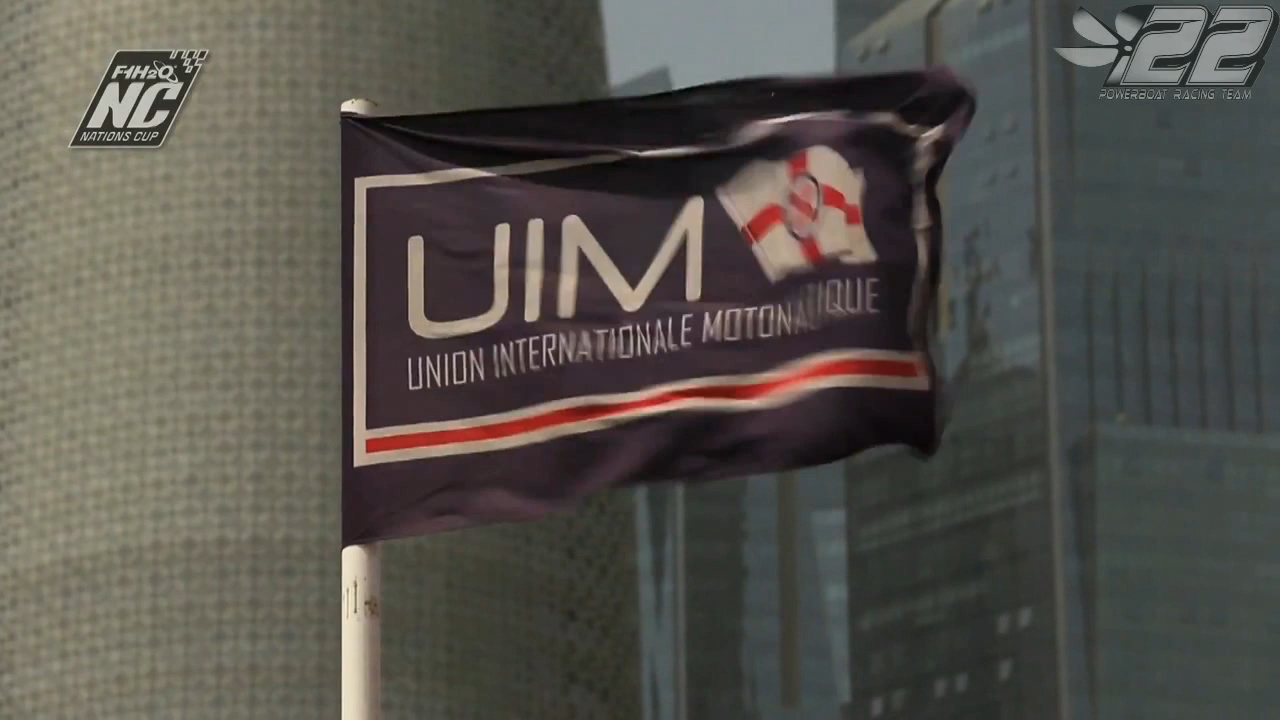 F1H2O
NC
NATIONS CUP
22
POWERBOAT RACING TEAM
UIM
UNION INTERNATIONALE MOTONAUTIQUE